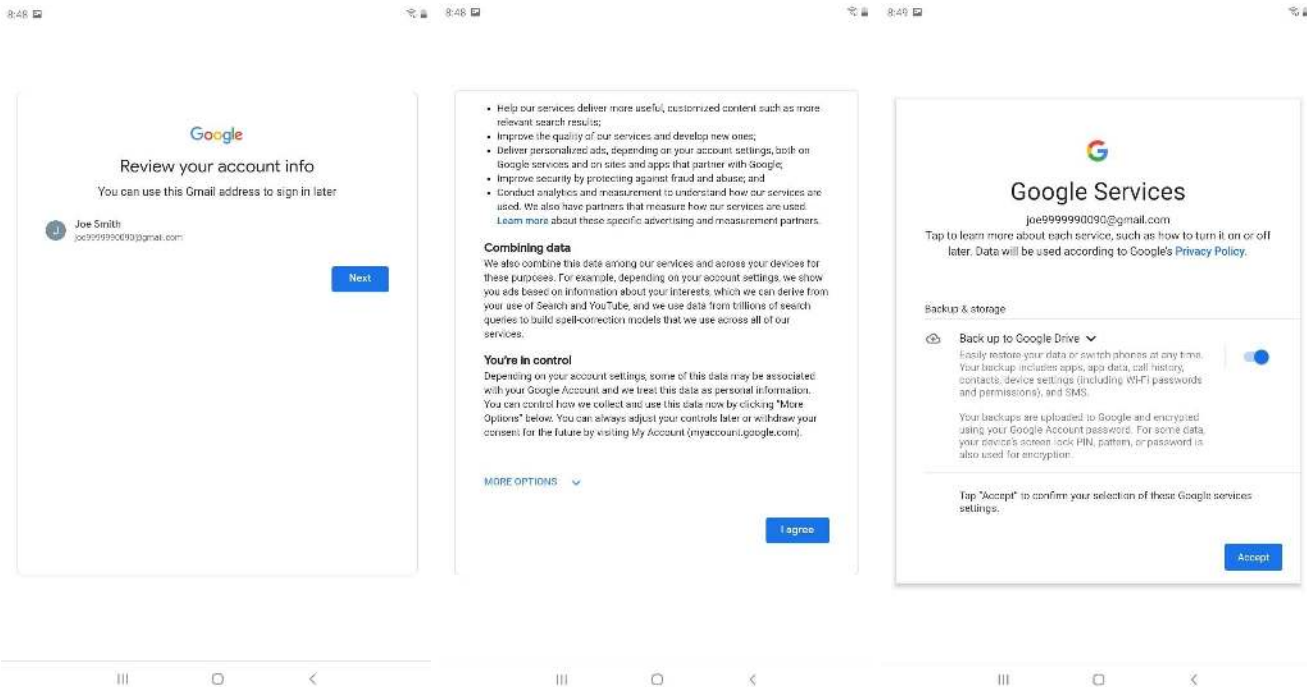 8:48
Google
Review your account info
You can use this Gmail address to sign in later
J
Joe Smith
joe9999990090@gmail.com
Next
8:48
• Help our services deliver more useful, customized content such as more
relevant search results;
• Improve the quality of our services and develop new ones;
• Deliver personalized ads, depending on your account settings, both on
Google services and on sites and apps that partner with Google;
• Improve security by protecting against fraud and abuse; and
• Conduct analytics and measurement to understand how our services are
used. We also have partners that measure how our services are used.
Learn more about these specific advertising and measurement partners.
Combining data
We also combine this data among our services and across your devices for
these purposes. For example, depending on your account settings, we show
you ads based on information about your interests, which we can derive from
your use of Search and YouTube, and we use data from trillions of search
queries to build spell-correction models that we use across all of our
services.
You're in control
Depending on your account settings, some of this data may be associated
with your Google Account and we treat this data as personal information.
You can control how we collect and use this data now by clicking "More
Options" below. You can always adjust your controls later or withdraw your
consent for the future by visiting My Account (myaccount.google.com).
MORE OPTIONS
I agree
8:49
G
Google Services
joe9999990090@gmail.com
Tap to learn more about each service, such as how to turn it on or off
later. Data will be used according to Google's Privacy Policy.
Backup & storage
Back up to Google Drive
Easily restore your data or switch phones at any time.
Your backup includes apps, app data, call history,
contacts, device settings (including Wi-Fi passwords
and permissions), and SMS.
Your backups are uploaded to Google and encrypted
using your Google Account password. For some data,
your device's screen lock PIN, pattern, or password is
also used for encryption.
Tap "Accept" to confirm your selection of these Google services
settings.
Accept